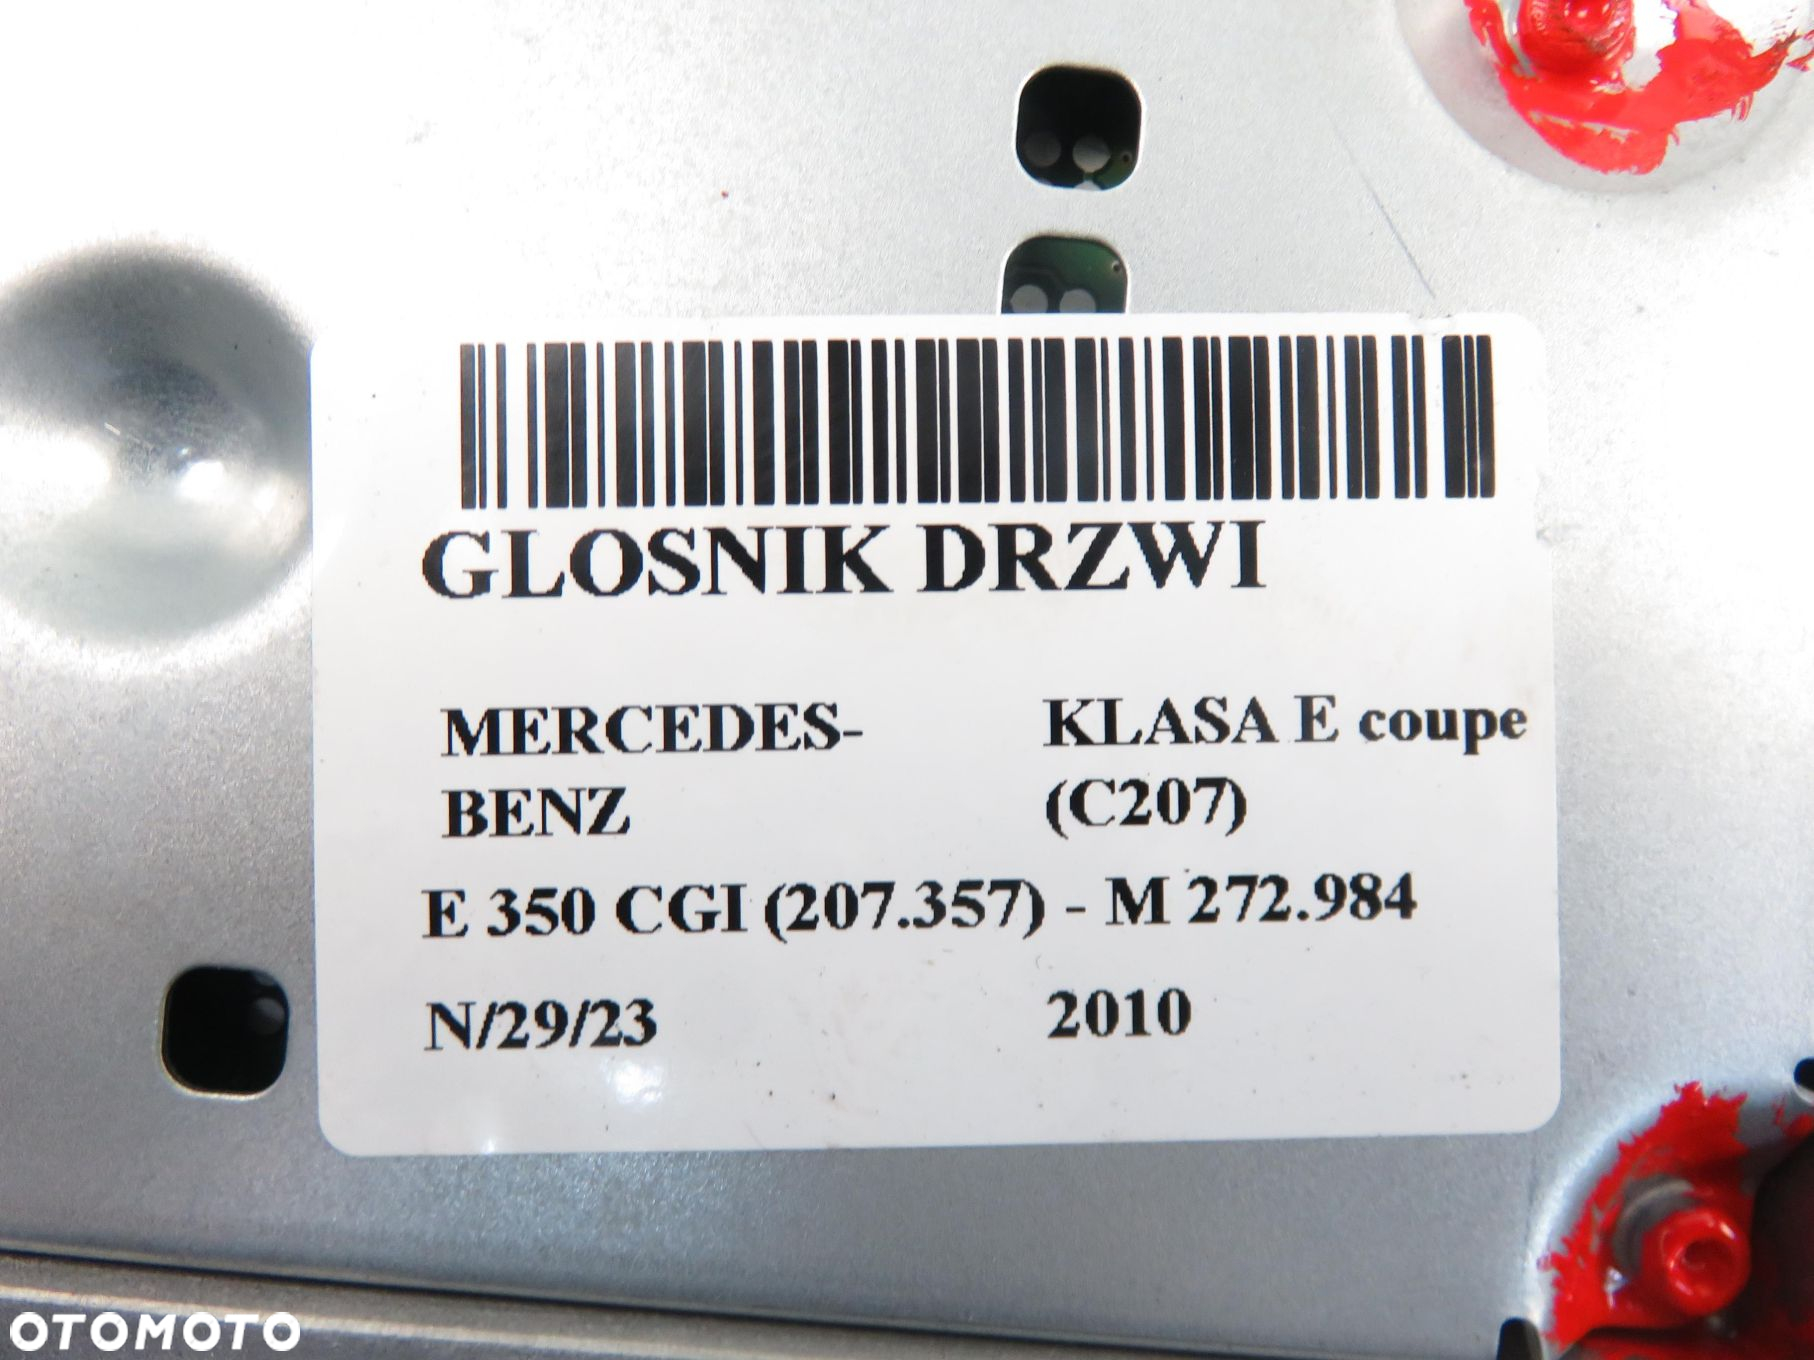 GLOSNIK DRZWI
MERCEDES-
BENZ
KLASA E coupe
(C207)
E 350 CGI (207.357) - M 272.984
N/29/23
2010
OTOMOTO